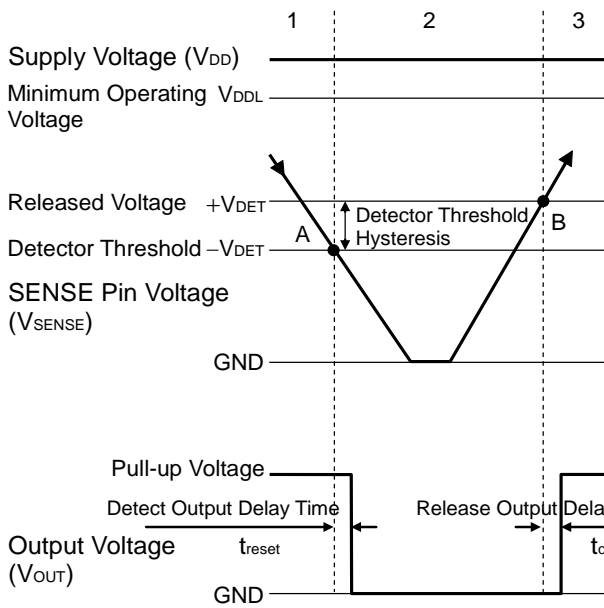 1 2 3
Supply Voltage (VDD)
Minimum Operating VDDL
Voltage
Released Voltage +VDET
Detector Threshold
A
B
Hysteresis
Detector Threshold −VDET
SENSE Pin Voltage
(VSENSE)
GND
Pull-up Voltage
Detect Output Delay Time
Release Output
treset
Output Voltage
(VOUT)
GND